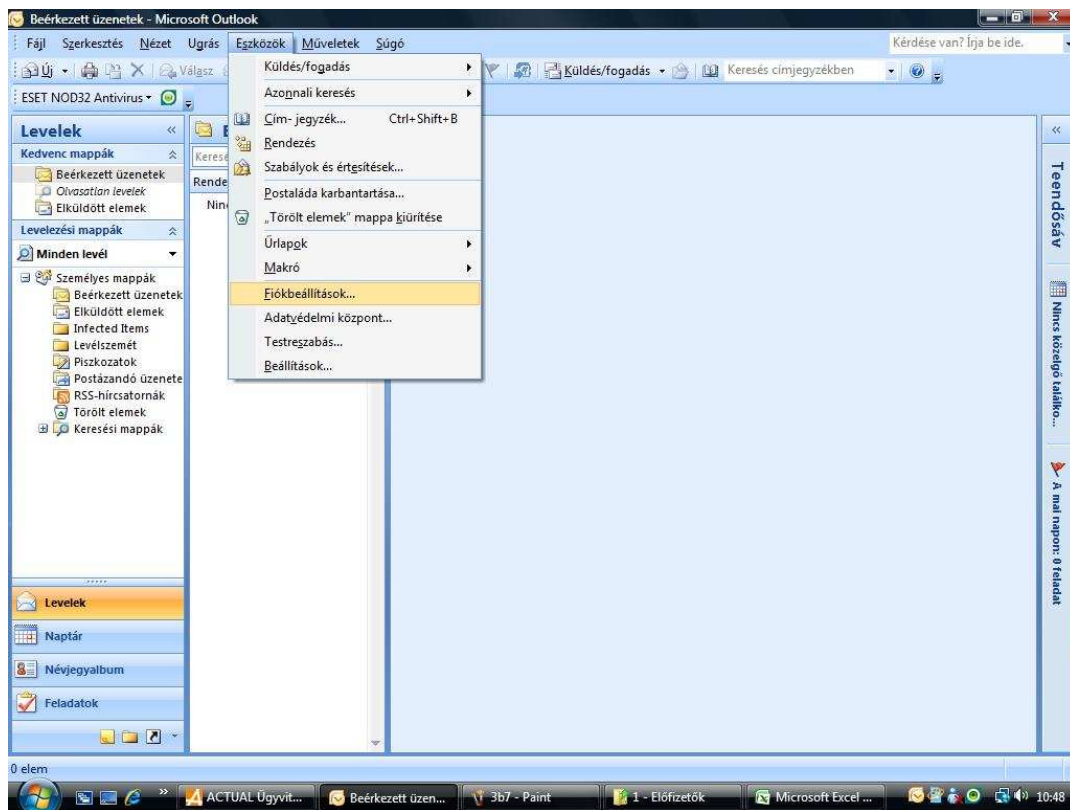 Beérkezett üzenetek - Microsoft Outlook
Fájl Szerkesztés Nézet Ugrás Eszközök Műveletek Súgó Kérdése van? Írja be ide.
Új Küldés/fogadás Keresés címjegyzékben
ESET NOD32 Antivirus
Küldés/fogadás
Azonnali keresés
Cím- jegyzék... Ctrl+Shift+B
Rendezés
Szabályok és értesítések...
Postaláda karbantartása...
„Törölt elemek” mappa kiürítése
Űrlapok
Makró
Fiókbeállítások...
Adatvédelmi központ...
Testreszabás...
Beállítások...
Levelek
Kedvenc mappák
Beérkezett üzenetek
Olvasatlan levelek
Elküldött elemek
Levelezési mappák
Minden levél
Személyes mappák
Beérkezett üzenetek
Elküldött elemek
Infected Items
Levélszemét
Piszkozatok
Postázandó üzenete
RSS-hírcsatornák
Törölt elemek
Keresési mappák
Levelek
Naptár
Névjegyalbum
Feladatok
Teendősáv
Nincs közelgő találko...
A mai napon: 0 feladat
0 elem
ACTUAL Ügyvit... Beérkezett üzen... 3b7 - Paint 1 - Előfizetők Microsoft Excel ... 10:48